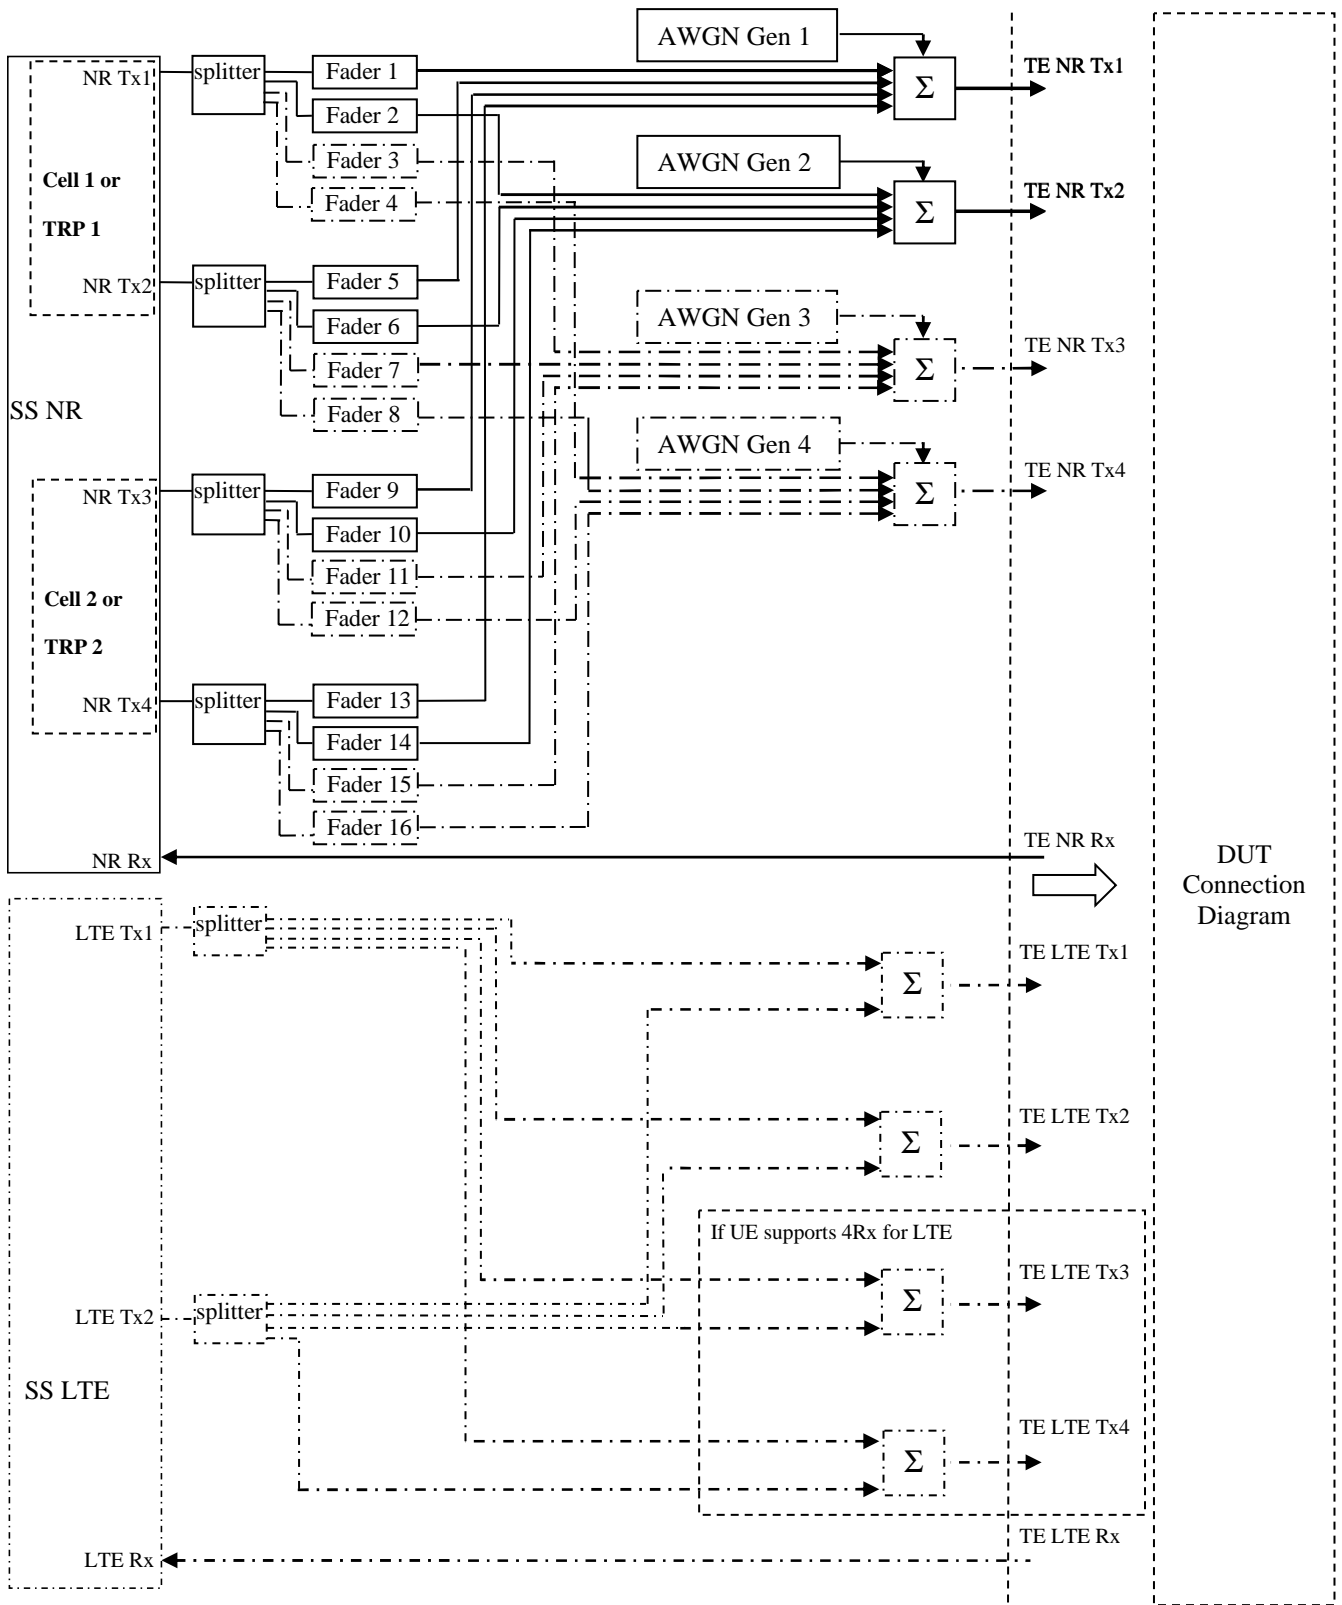 AWGN Gen 1
NR Tx1
splitter
Fader 1
Σ
TE NR Tx1
Fader 2
Fader 3
AWGN Gen 2
Cell 1 or
TRP 1
Fader 4
Σ
TE NR Tx2
NR Tx2
splitter
Fader 5
Fader 6
AWGN Gen 3
TE NR Tx3
Fader 7
Σ
SS NR
Fader 8
AWGN Gen 4
NR Tx3
splitter
Fader 9
Σ
TE NR Tx4
Fader 10
Fader 11
Cell 2 or
TRP 2
Fader 12
NR Tx4
splitter
Fader 13
Fader 14
Fader 15
Fader 16
NR Rx
TE NR Rx
DUT
Connection
Diagram
LTE Tx1
splitter
TE LTE Tx1
Σ
TE LTE Tx2
Σ
If UE supports 4Rx for LTE
TE LTE Tx3
Σ
LTE Tx2
splitter
SS LTE
TE LTE Tx4
Σ
TE LTE Rx
LTE Rx